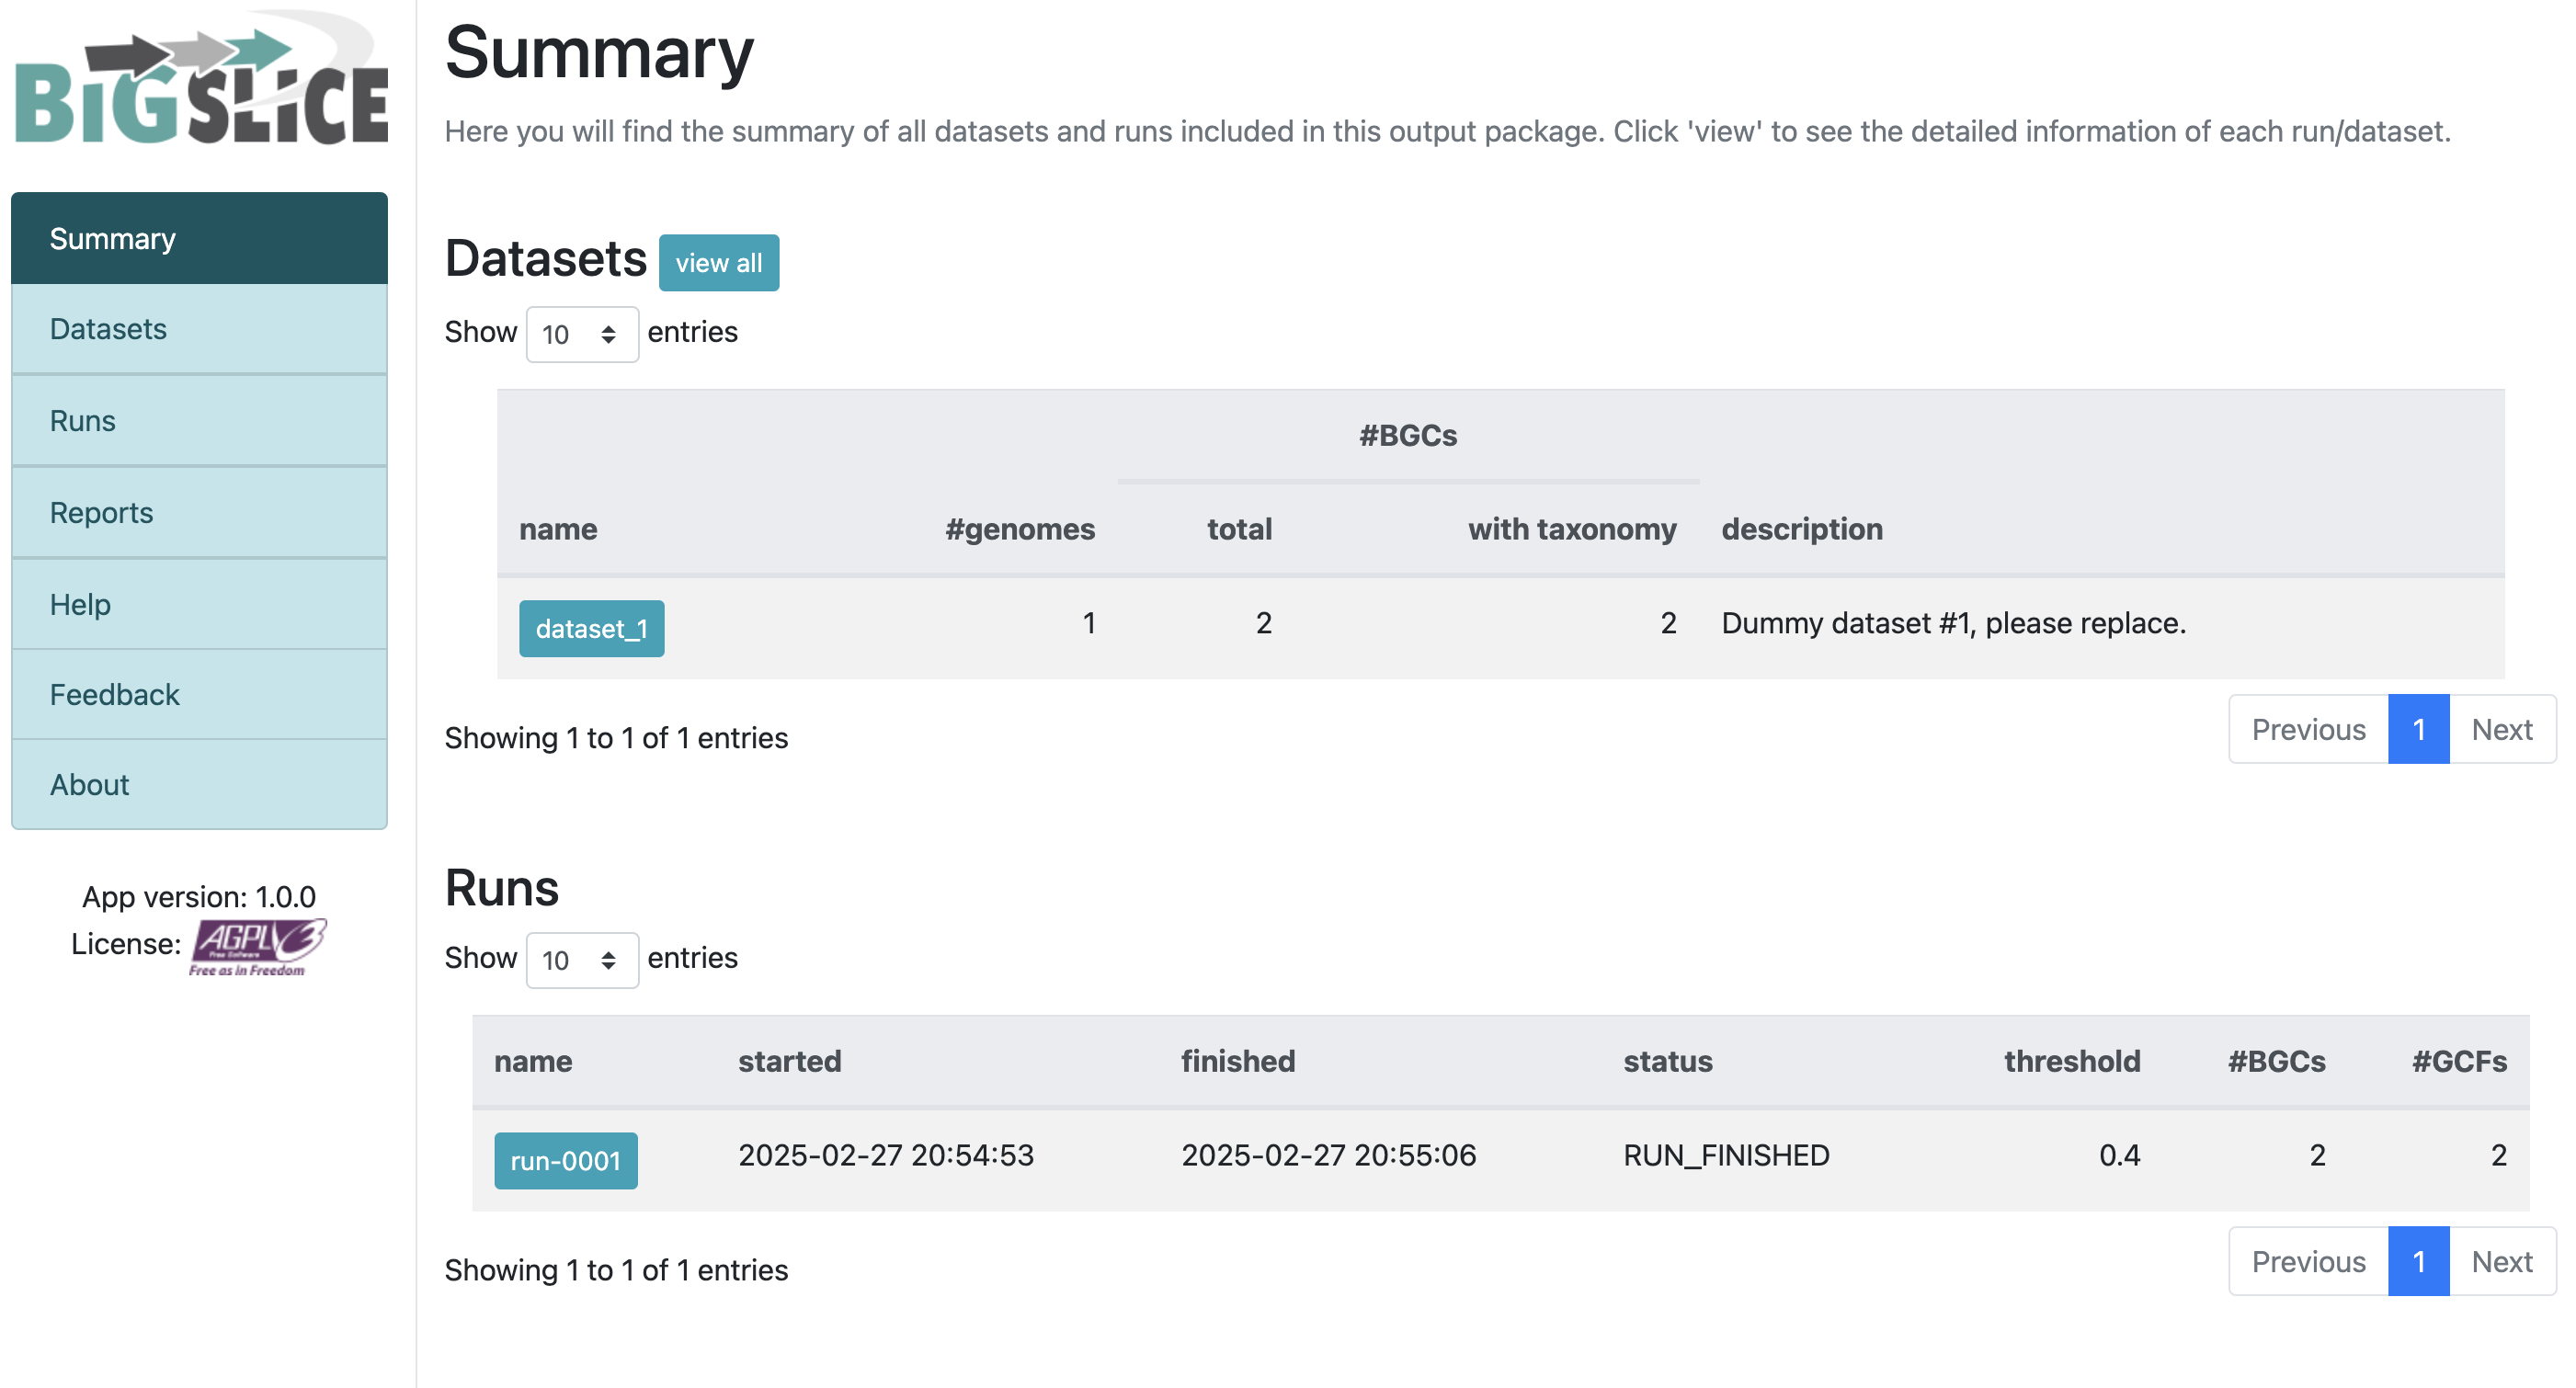 BiGSLiCE
Summary
Datasets
Runs
Reports
Help
Feedback
About
App version: 1.0.0
License: AGPLv3
Free Software
Free as in Freedom
Summary
Here you will find the summary of all datasets and runs included in this output package. Click 'view' to see the detailed information of each run/dataset.
Datasets view all
Show 10 entries
#BGCs
name #genomes total with taxonomy description
dataset_1 1 2 2 Dummy dataset #1, please replace.
Showing 1 to 1 of 1 entries
Previous 1 Next
Runs
Show 10 entries
name started finished status threshold #BGCs #GCFs
run-0001 2025-02-27 20:54:53 2025-02-27 20:55:06 RUN_FINISHED 0.4 2 2
Showing 1 to 1 of 1 entries
Previous 1 Next